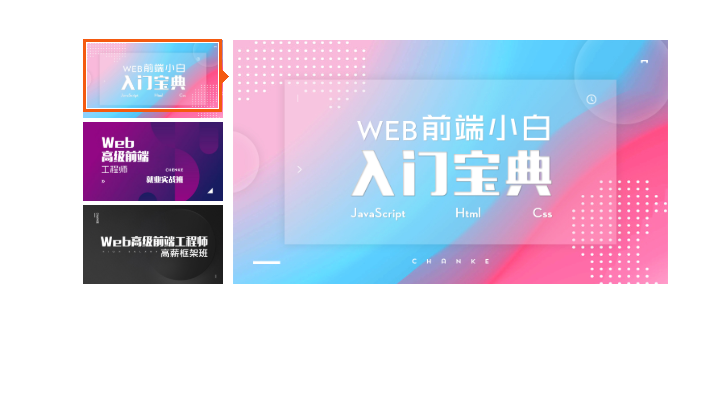 WEB前端小白
入门宝典
JavaScript Html Css
Web
高级前端
工程师
CHENKE
就业实战班
Web高级前端工程师
高薪框架班
WEB前端小白
入门宝典
JavaScript Html Css
CHANKE